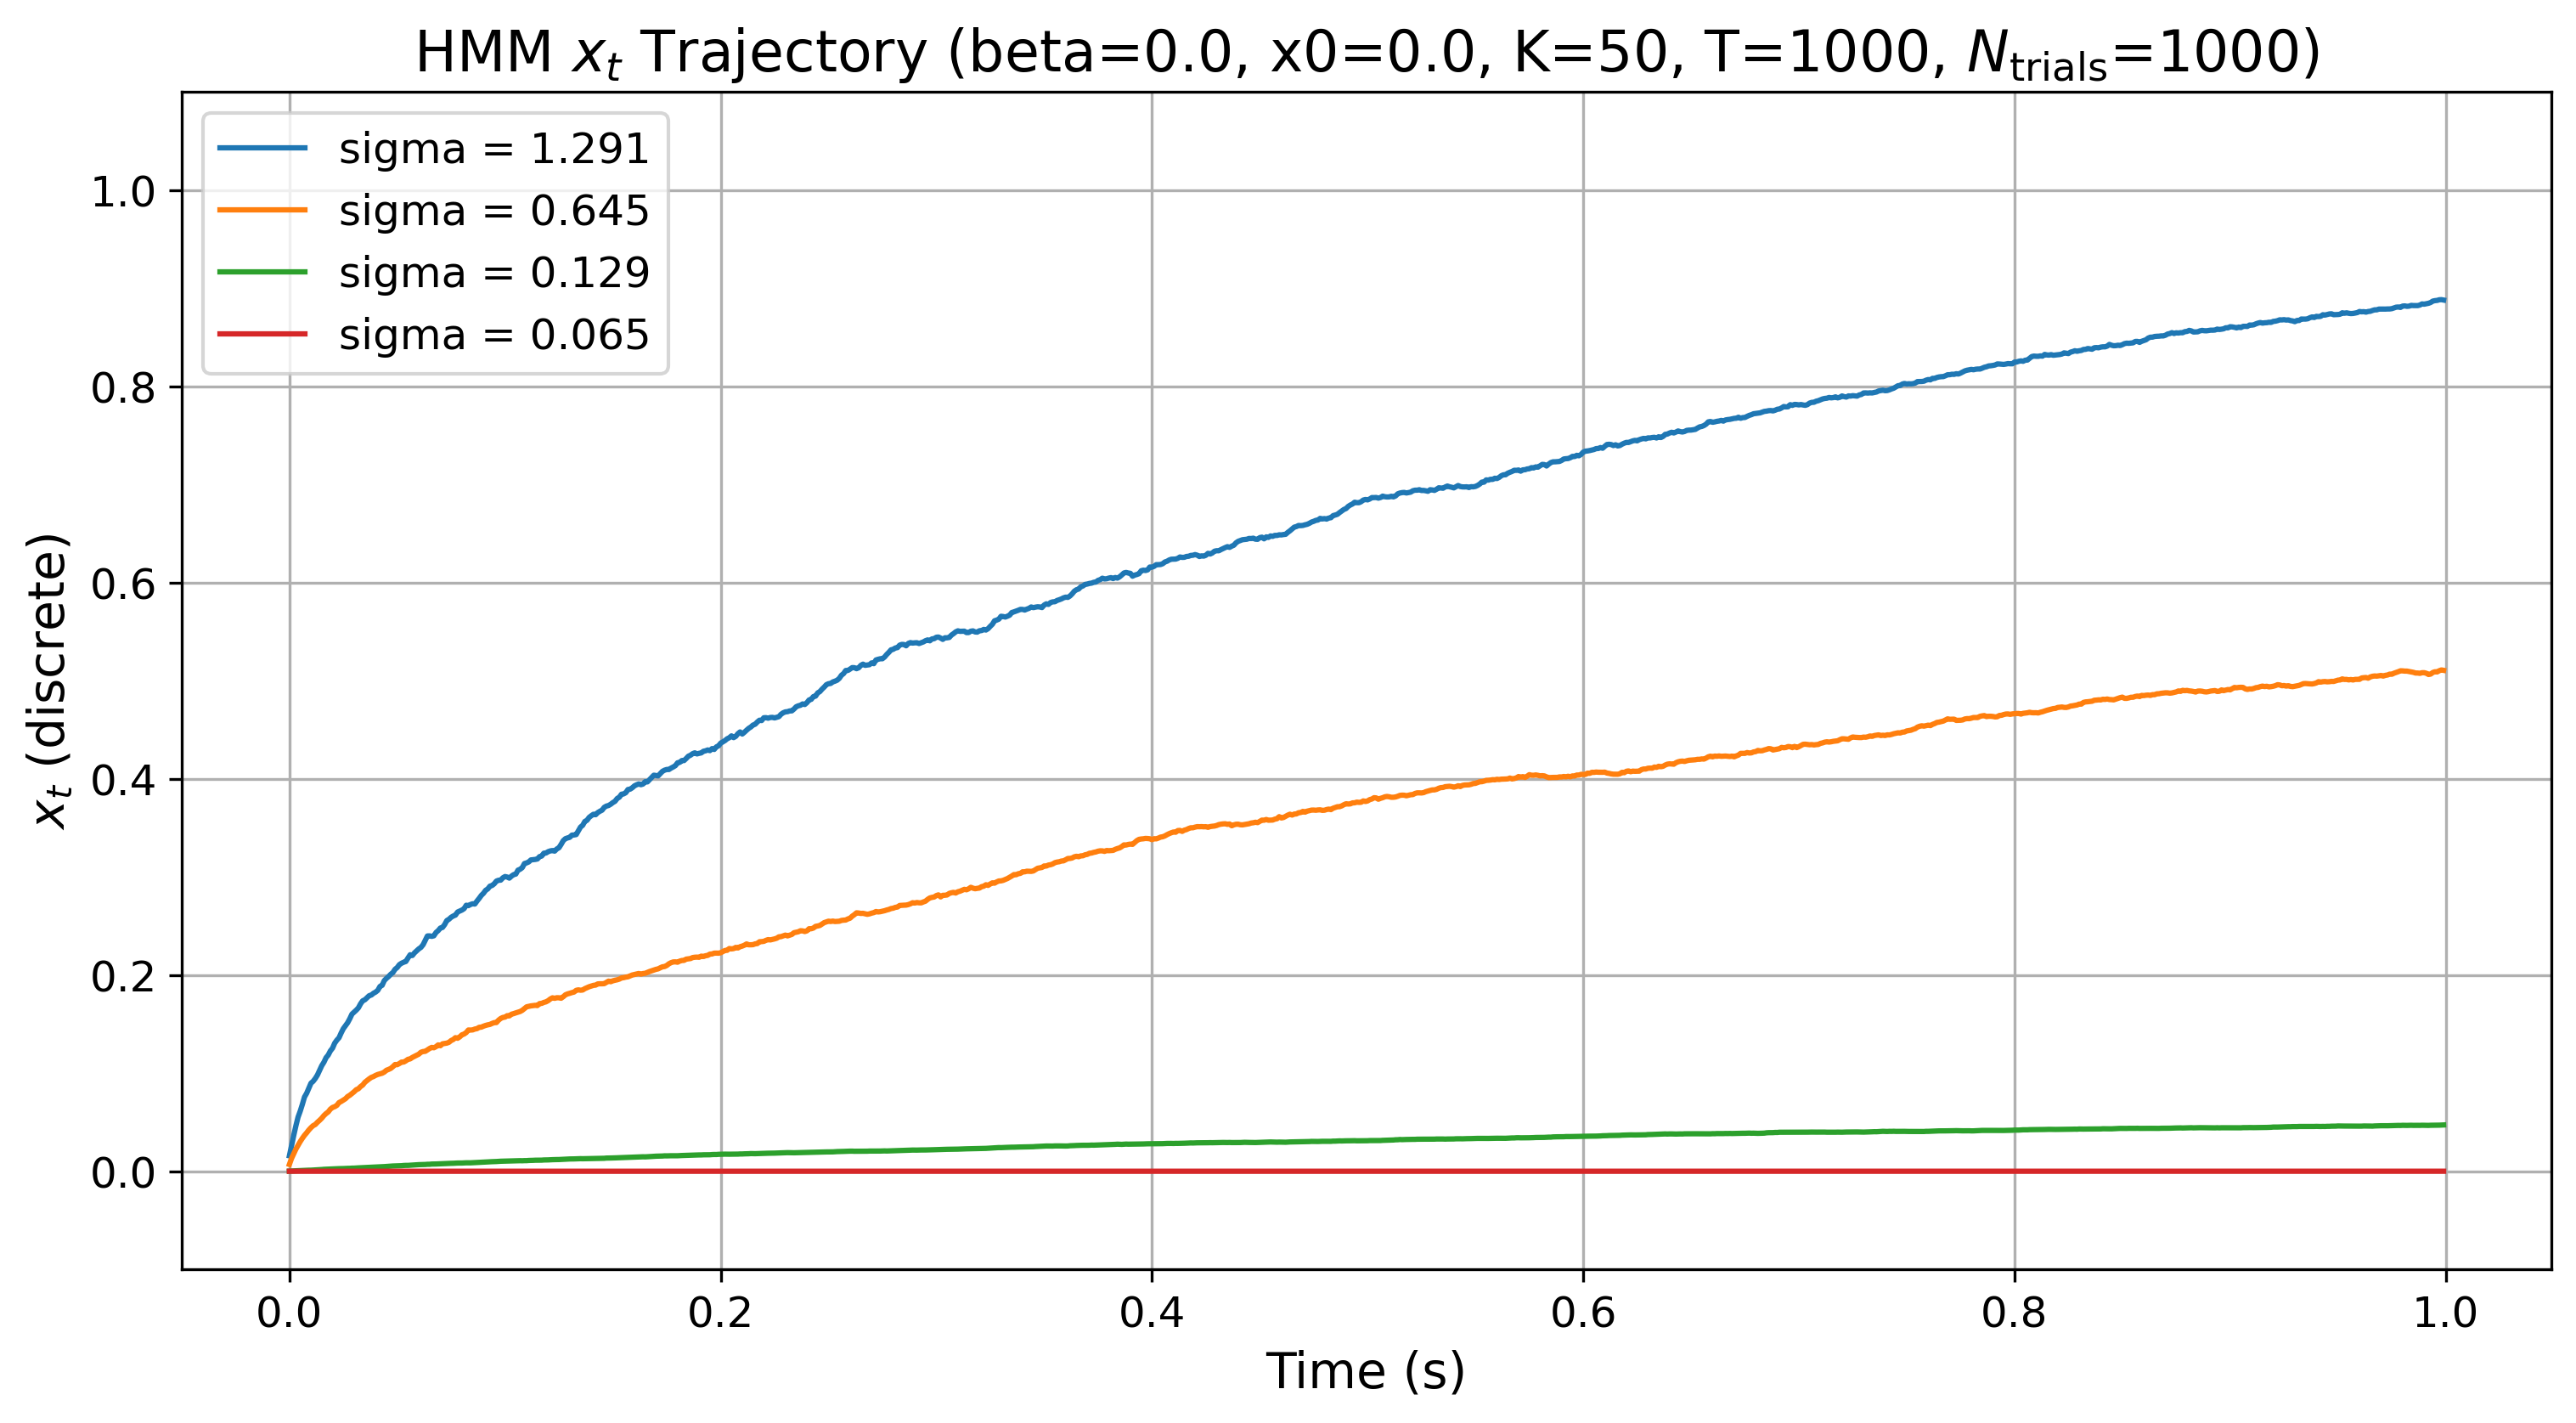 HMM x_t Trajectory (beta=0.0, x0=0.0, K=50, T=1000, N_trials=1000)
sigma = 1.291
sigma = 0.645
sigma = 0.129
sigma = 0.065
1.0
0.8
0.6
0.4
0.2
0.0
x_t (discrete)
0.0 0.2 0.4 0.6 0.8 1.0
Time (s)